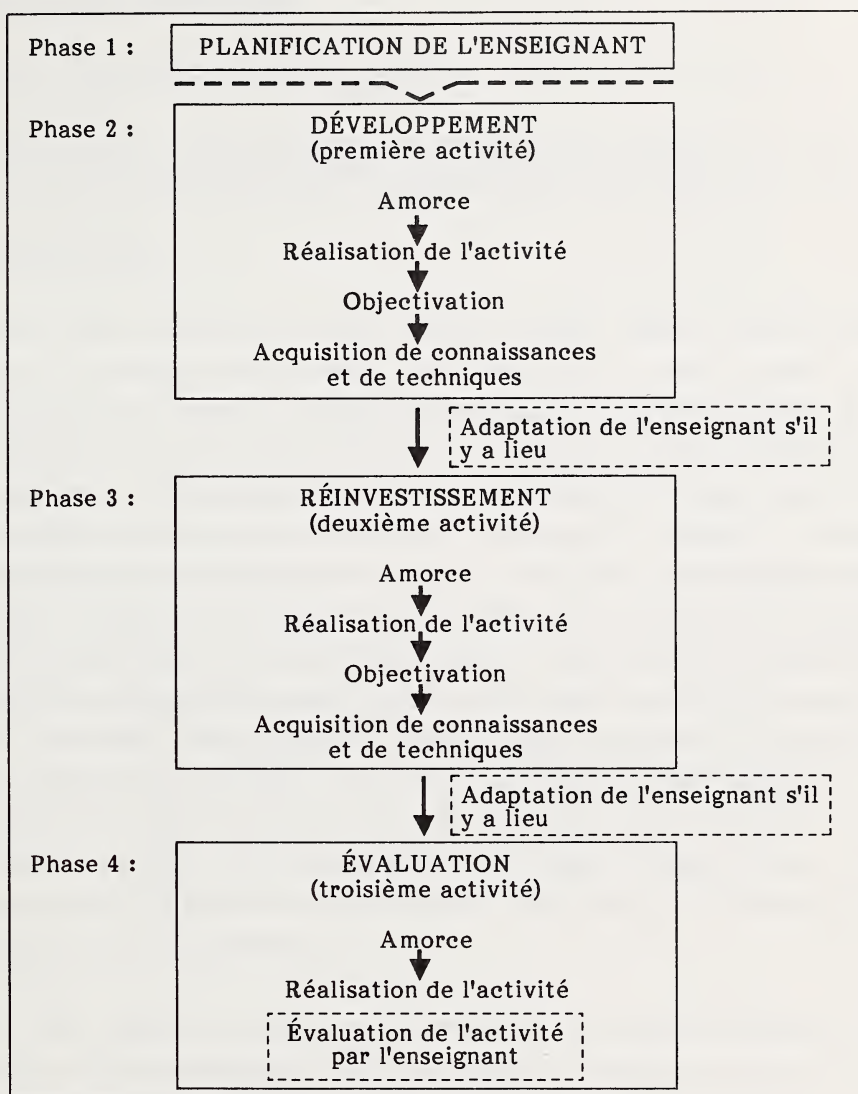 Phase 1 : PLANIFICATION DE L'ENSEIGNANT
Phase 2 : DÉVELOPPEMENT
(première activité)
Amorce
Réalisation de l'activité
Objectivation
Acquisition de connaissances
et de techniques
Adaptation de l'enseignant s'il
y a lieu
Phase 3 : RÉINVESTISSEMENT
(deuxième activité)
Amorce
Réalisation de l'activité
Objectivation
Acquisition de connaissances
et de techniques
Adaptation de l'enseignant s'il
y a lieu
Phase 4 : ÉVALUATION
(troisième activité)
Amorce
Réalisation de l'activité
Évaluation de l'activité
par l'enseignant